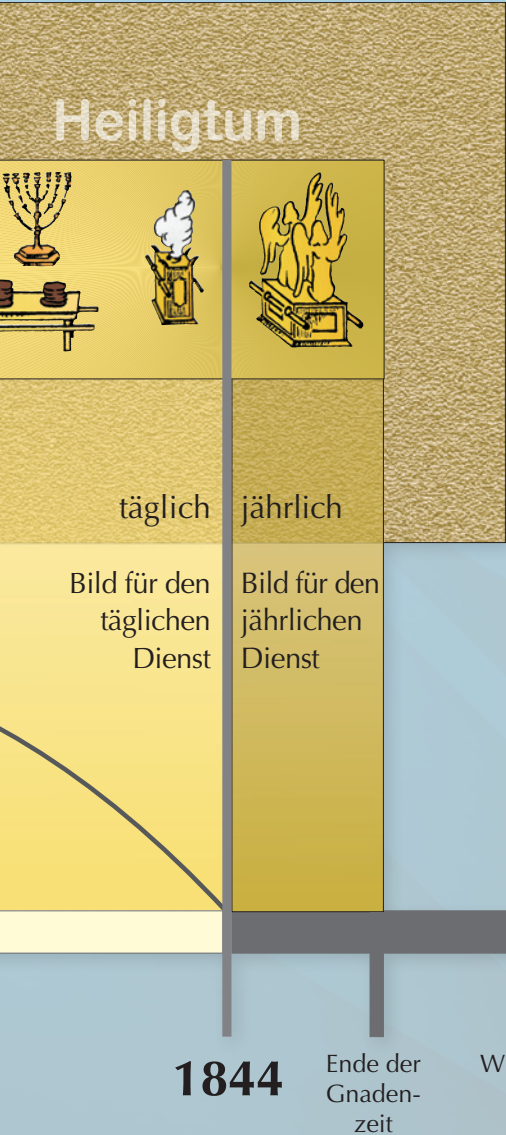 Heiligtum
täglich
jährlich
Bild für den
täglichen
Dienst
Bild für den
jährlichen
Dienst
1844
Ende der
Gnaden-
zeit
W